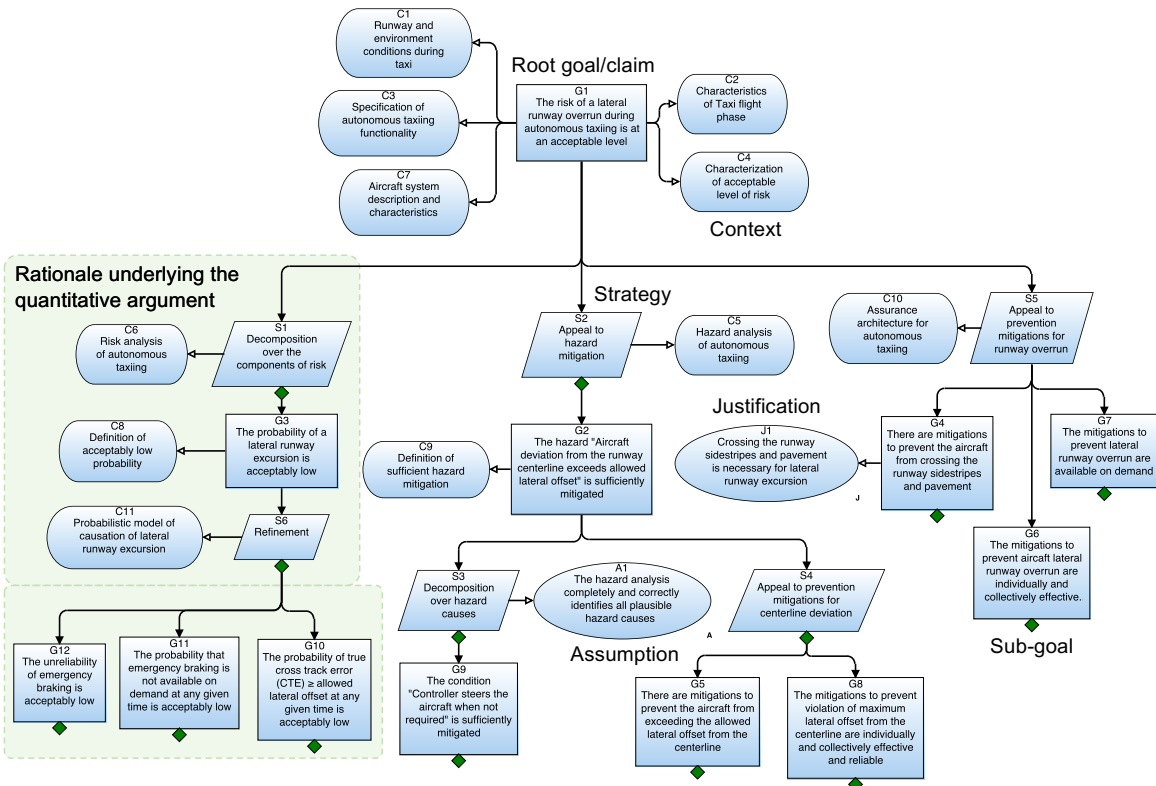 C1
Runway and
environment
conditions during
taxi
Root goal/claim
C3
Specification of
autonomous taxiing
functionality
G1
The risk of a lateral
runway overrun during
autonomous taxiing is at
an acceptable level
C2
Characteristics
of Taxi flight
phase
C7
Aircraft system
description and
characteristics
C4
Characterization
of acceptable
level of risk
Context
Rationale underlying the
quantitative argument
Strategy
C6
Risk analysis
of autonomous
taxiing
S1
Decomposition
over the
components of risk
S2
Appeal to
hazard
mitigation
C5
Hazard analysis
of autonomous
taxiing
C10
Assurance
architecture for
autonomous
taxiing
S5
Appeal to
prevention
mitigations for
runway overrun
C8
Definition of
acceptably low
probability
G3
The probability of a
lateral runway
excursion is
acceptably low
C9
Definition of
sufficient hazard
mitigation
G2
The hazard "Aircraft
deviation from the runway
centerline exceeds allowed
lateral offset" is sufficiently
mitigated
Justification
J1
Crossing the runway
sidestripes and pavement
is necessary for lateral
runway excursion
J
G4
There are mitigations
to prevent the aircraft
from crossing the
runway sidestripes
and pavement
G7
The mitigations to
prevent lateral
runway overrun are
available on demand
C11
Probabilistic model of
causation of lateral
runway excursion
S6
Refinement
G6
The mitigations to
prevent aicraft lateral
runway overrun are
individually and
collectively effective.
Sub-goal
S3
Decomposition
over hazard
causes
A1
The hazard analysis
completely and correctly
identifies all plausible
hazard causes
A
Assumption
S4
Appeal to prevention
mitigations for
centerline deviation
G12
The unreliability
of emergency
braking is
acceptably low
G11
The probability that
emergency braking is
not available on
demand at any given
time is acceptably low
G10
The probability of true
cross track error
(CTE) ≥ allowed
lateral offset at any
given time is
acceptably low
G9
The condition
"Controller steers the
aircraft when not
required" is sufficiently
mitigated
G5
There are mitigations to
prevent the aircraft from
exceeding the allowed
lateral offset from the
centerline
G8
The mitigations to prevent
violation of maximum
lateral offset from the
centerline are individually
and collectively effective
and reliable